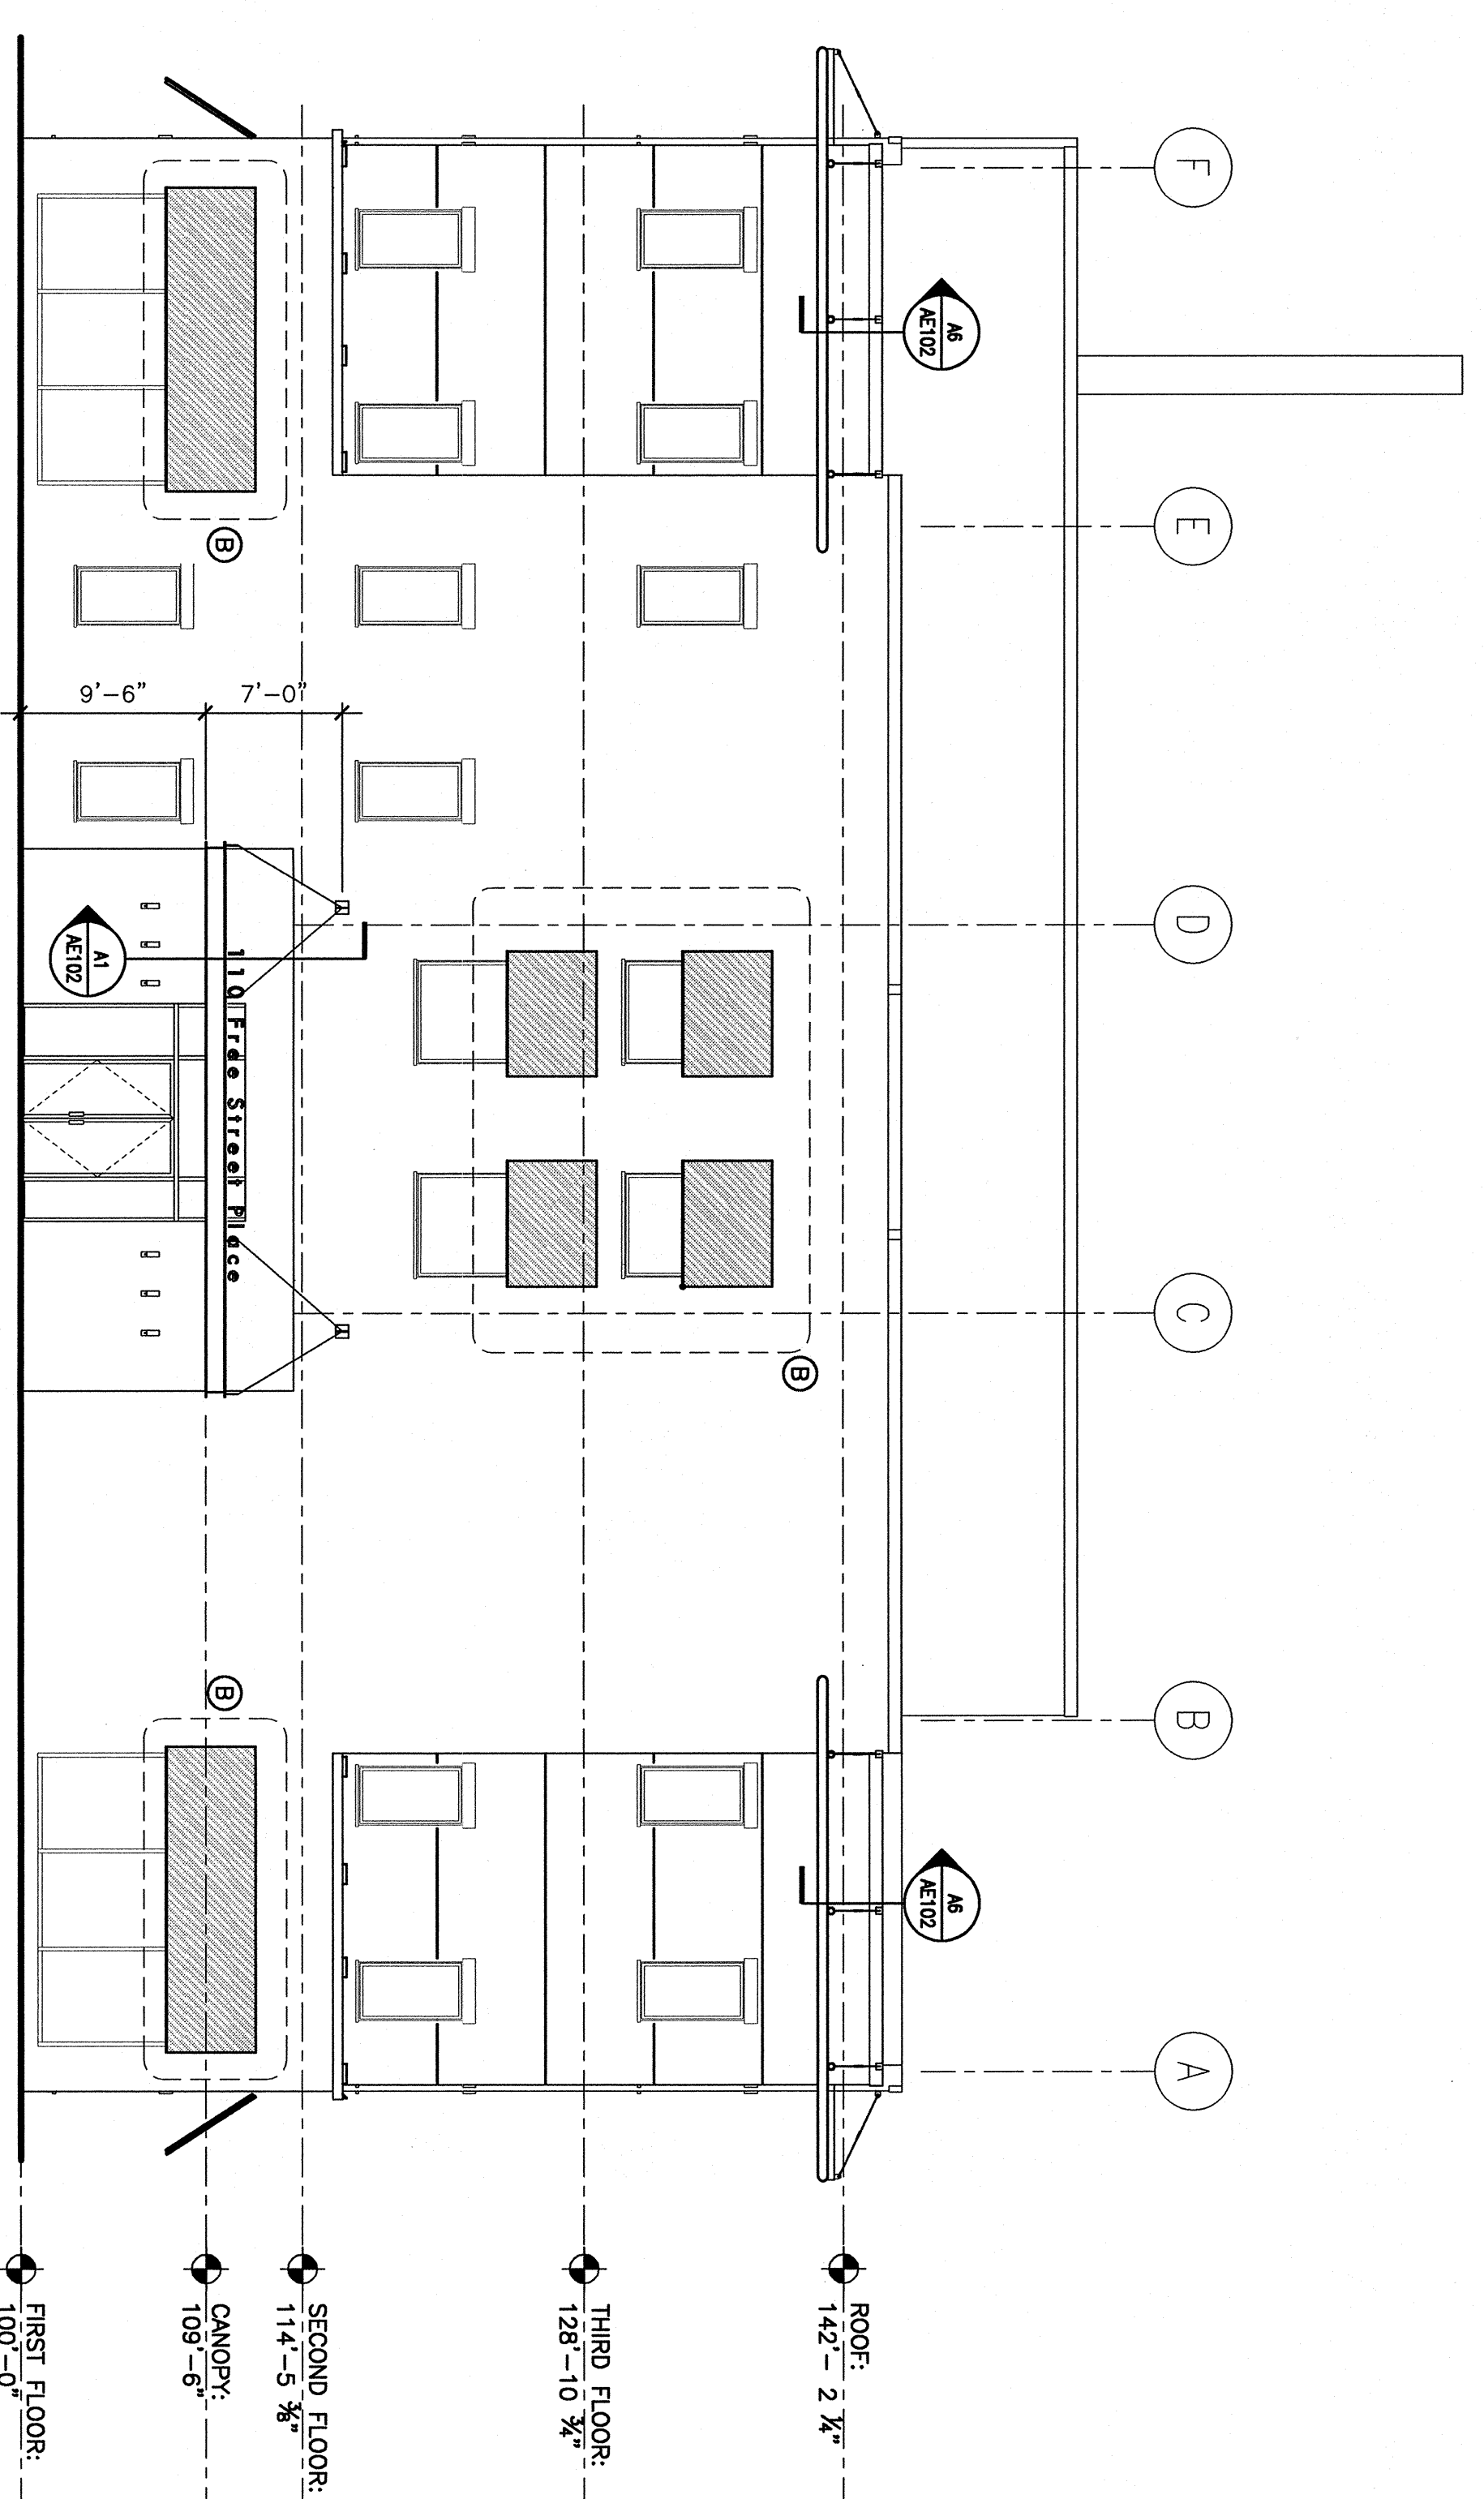 F
E
D
C
B
A
A6
AE102
A6
AE102
ROOF:
142'- 2 ¼"
B
THIRD FLOOR:
128'-10 ¾"
7'-0"
SECOND FLOOR:
114'-5 ⅜"
B
B
110 Free Street Place
CANOPY:
109'-6"
9'-6"
A1
AE102
FIRST FLOOR:
100'-0"